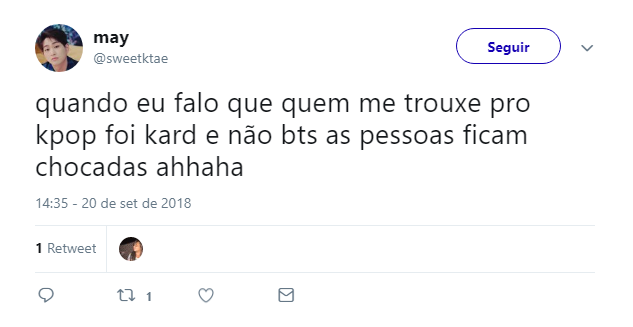 may
@sweetktae
Seguir
quando eu falo que quem me trouxe pro
kpop foi kard e não bts as pessoas ficam
chocadas ahhaha
14:35 - 20 de set de 2018
1 Retweet
1